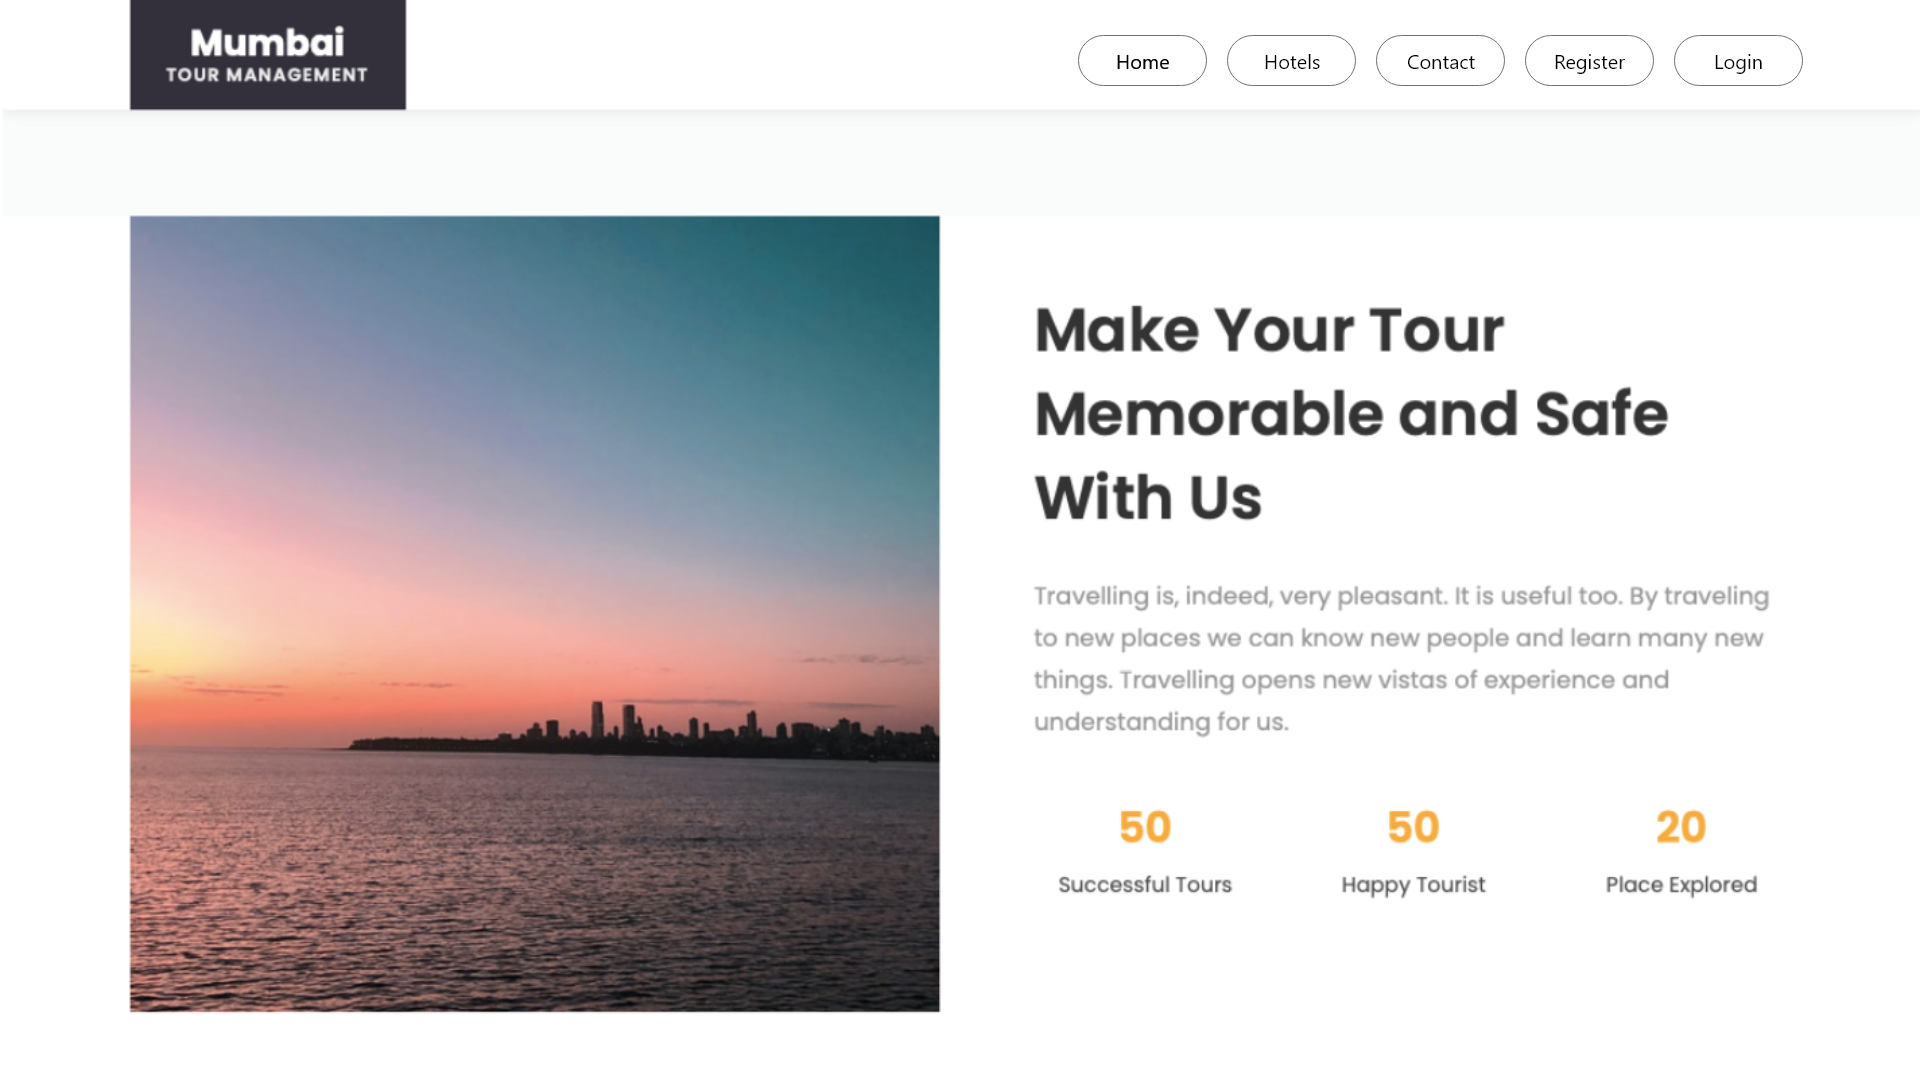 Mumbai
TOUR MANAGEMENT
Home
Hotels
Contact
Register
Login
Make Your Tour
Memorable and Safe
With Us
Travelling is, indeed, very pleasant. It is useful too. By traveling
to new places we can know new people and learn many new
things. Travelling opens new vistas of experience and
understanding for us.
50
Successful Tours
50
Happy Tourist
20
Place Explored